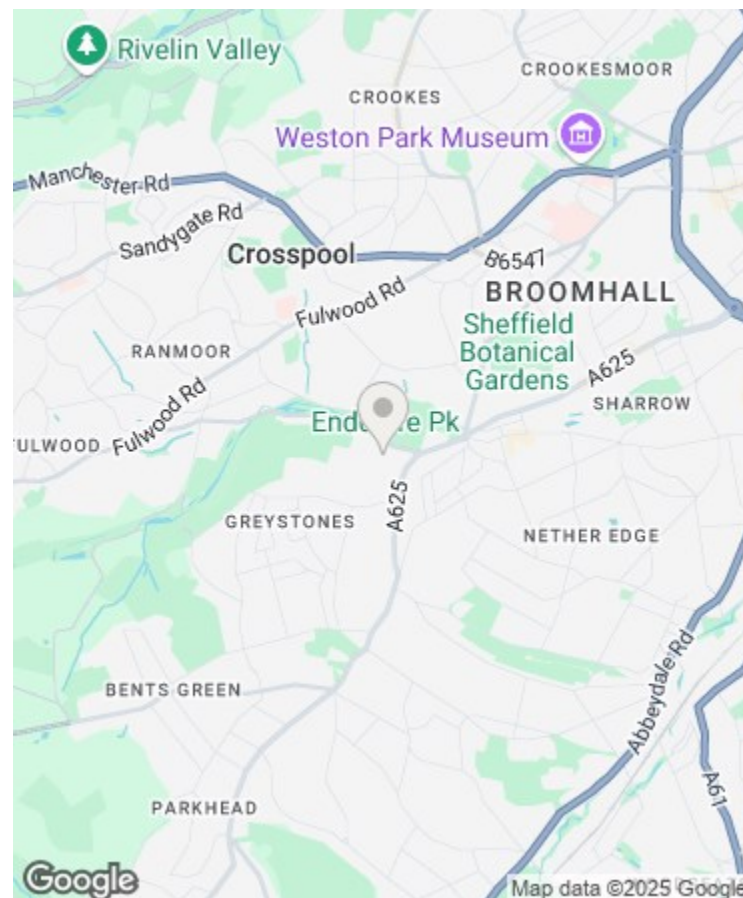 Rivelin Valley
CROOKESMOOR
CROOKES
Weston Park Museum
Manchester Rd
Sandygate Rd
Crosspool
B6547
BROOMHALL
Fulwood Rd
Sheffield
Botanical
Gardens
RANMOOR
A625
SHARROW
Fulwood Rd
Pk
A625
GREYSTONES
NETHER EDGE
BENTS GREEN
Abbeydale Rd
A61
PARKHEAD
Google
Map data ©2025 Google